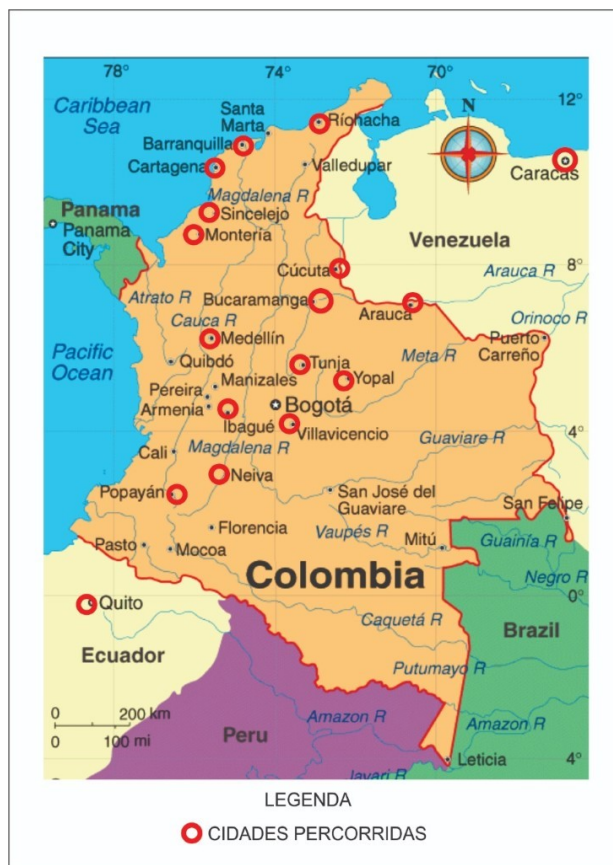 78°
74°
70°
12°
Caribbean
Sea
Santa
Marta
Ríohacha
N
Barranquilla
Cartagena
Valledupar
Caracas
Magdalena R
Panama
Panama
City
Sincelejo
Montería
Venezuela
8°
Cúcuta
Arauca R
Atrato R
Bucaramanga
Arauca
Orinoco R
Cauca R
Medellín
Pacific
Ocean
Quibdó
Tunja
Meta R
Puerto
Carreño
Manizales
Yopal
Pereira
Armenia
Bogotá
Ibagué
Villavicencio
4°
Guaviare R
Cali
Magdalena R
Neiva
Popayán
San José del
Guaviare
San Felipe
Florencia
Vaupés R
Mitú
Guainía R
Pasto
Mocoa
Colombia
Negro R
Quito
0°
Caquetá R
Brazil
Ecuador
Putumayo R
0
200 km
0
100 mi
Peru
Amazon R
Amazon R
Leticia
4°
Javari R
LEGENDA
CIDADES PERCORRIDAS